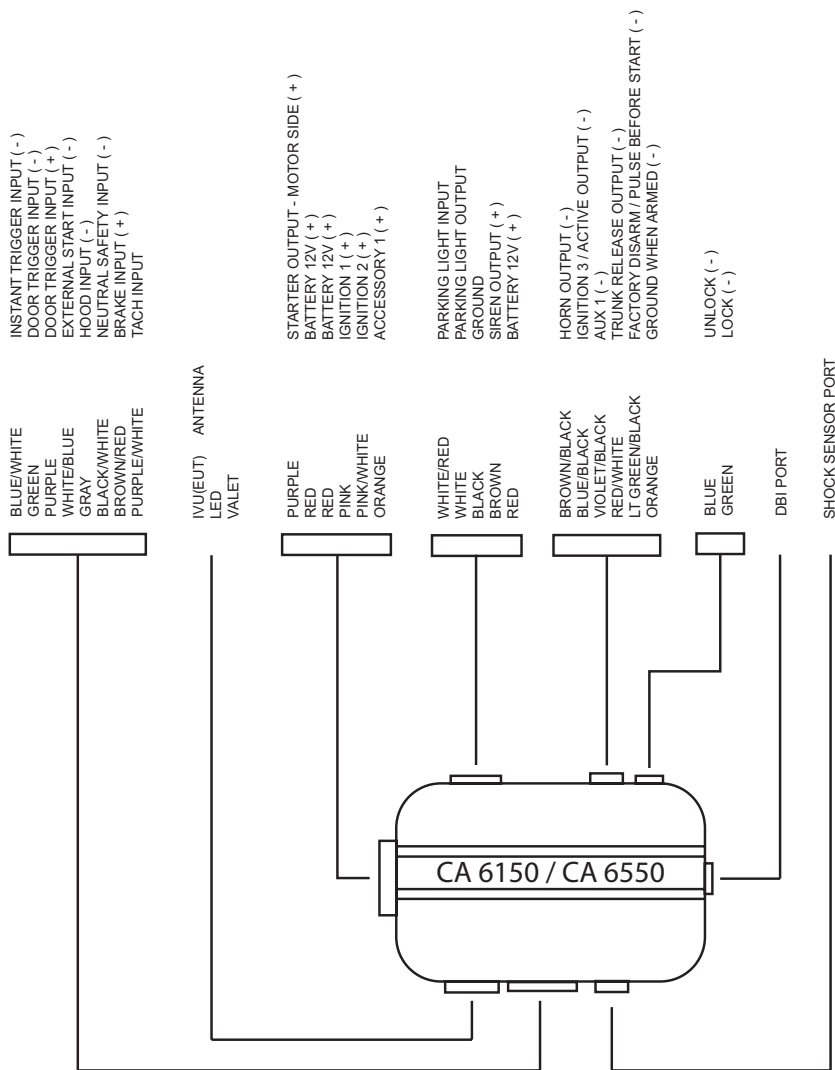 BLUE/WHITE INSTANT TRIGGER INPUT ( - )
GREEN DOOR TRIGGER INPUT ( - )
PURPLE DOOR TRIGGER INPUT ( + )
WHITE/BLUE EXTERNAL START INPUT ( - )
GRAY HOOD INPUT ( - )
BLACK/WHITE NEUTRAL SAFETY INPUT ( - )
BROWN/RED BRAKE INPUT ( + )
PURPLE/WHITE TACH INPUT
IVU(EUT) ANTENNA
LED
VALET
PURPLE STARTER OUTPUT - MOTOR SIDE ( + )
RED BATTERY 12V ( + )
RED BATTERY 12V ( + )
PINK IGNITION 1 ( + )
PINK/WHITE IGNITION 2 ( + )
ORANGE ACCESSORY 1 ( + )
WHITE/RED PARKING LIGHT INPUT
WHITE PARKING LIGHT OUTPUT
BLACK GROUND
BROWN SIREN OUTPUT ( + )
RED BATTERY 12V ( + )
BROWN/BLACK HORN OUTPUT ( - )
BLUE/BLACK IGNITION 3 / ACTIVE OUTPUT ( - )
VIOLET/BLACK AUX 1 ( - )
RED/WHITE TRUNK RELEASE OUTPUT ( - )
LT GREEN/BLACK FACTORY DISARM / PULSE BEFORE START ( - )
ORANGE GROUND WHEN ARMED ( - )
BLUE UNLOCK ( - )
GREEN LOCK ( - )
DBI PORT
SHOCK SENSOR PORT
CA 6150 / CA 6550